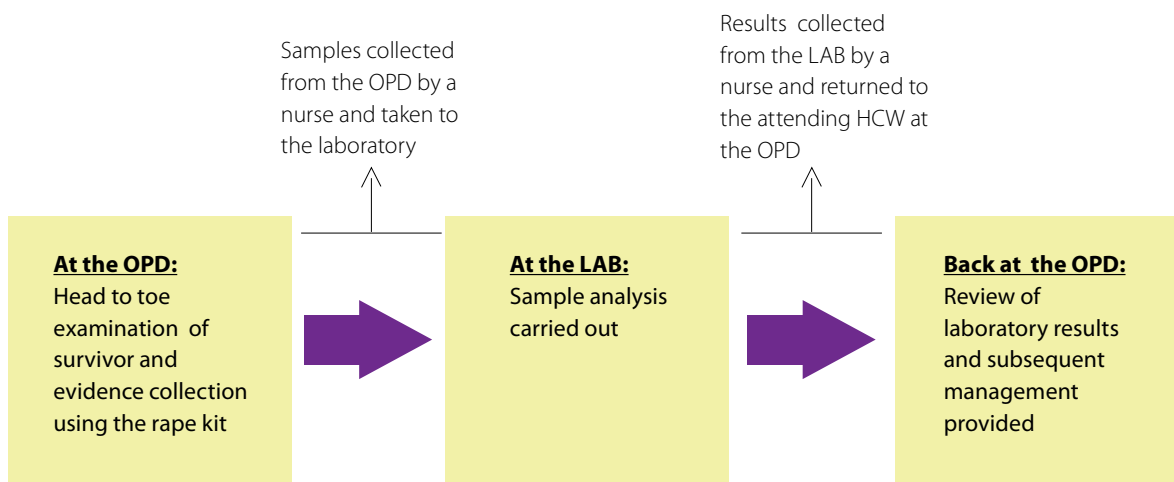 Samples collected
from the OPD by a
nurse and taken to
the laboratory
Results collected
from the LAB by a
nurse and returned to
the attending HCW at
the OPD
At the OPD:
Head to toe
examination of
survivor and
evidence collection
using the rape kit
At the LAB:
Sample analysis
carried out
Back at the OPD:
Review of
laboratory results
and subsequent
management
provided